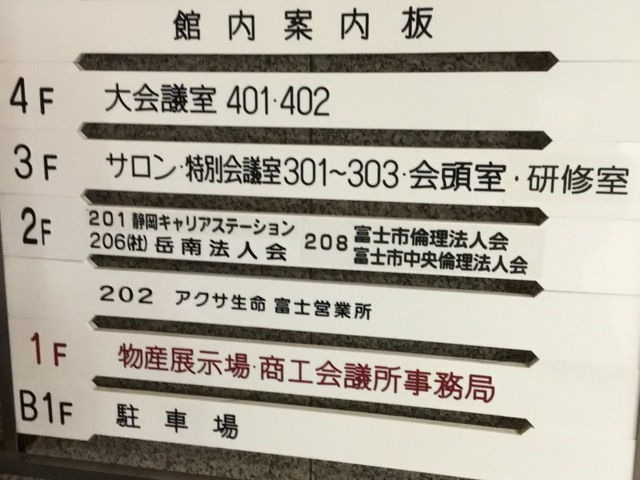 館内案内板
4F 大会議室 401・402
3F サロン・特別会議室301～303・会頭室・研修室
2F 201 静岡キャリアステーション
206(社)岳南法人会
208 富士市倫理法人会
富士市中央倫理法人会
202 アクサ生命 富士営業所
1F 物産展示場・商工会議所事務局
B1F 駐車場